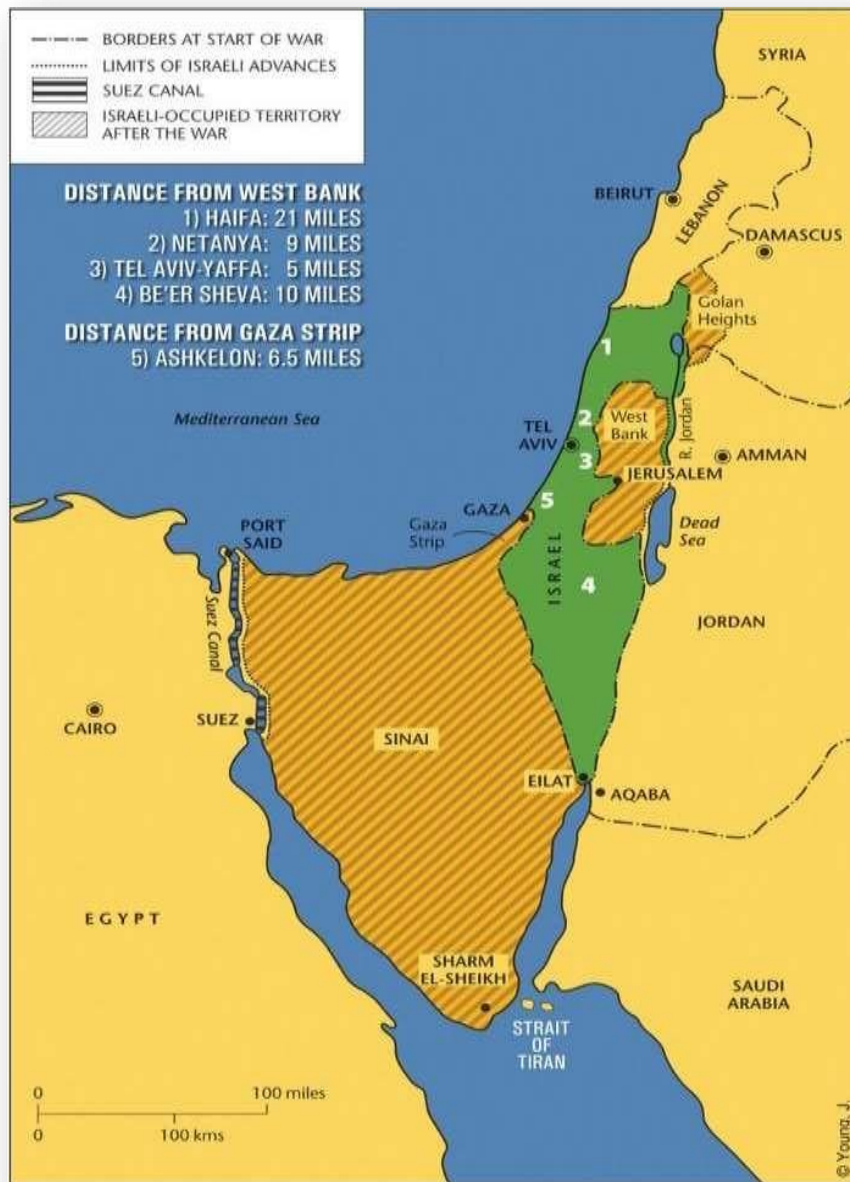 BORDERS AT START OF WAR
LIMITS OF ISRAELI ADVANCES
SUEZ CANAL
ISRAELI-OCCUPIED TERRITORY
AFTER THE WAR
DISTANCE FROM WEST BANK
1) HAIFA: 21 MILES
2) NETANYA: 9 MILES
3) TEL AVIV-YAFFA: 5 MILES
4) BE'ER SHEVA: 10 MILES
DISTANCE FROM GAZA STRIP
5) ASHKELON: 6.5 MILES
SYRIA
BEIRUT
LEBANON
DAMASCUS
Golan
Heights
1
Mediterranean Sea
2
West
Bank
R. Jordan
TEL
AVIV
3
AMMAN
JERUSALEM
5
GAZA
Gaza
Strip
Dead
Sea
PORT
SAID
ISRAEL
4
Suez Canal
JORDAN
CAIRO
SUEZ
SINAI
EILAT
AQABA
EGYPT
SHARM
EL-SHEIKH
SAUDI
ARABIA
STRAIT
OF
TIRAN
0 100 miles
0 100 kms
© Young, J.